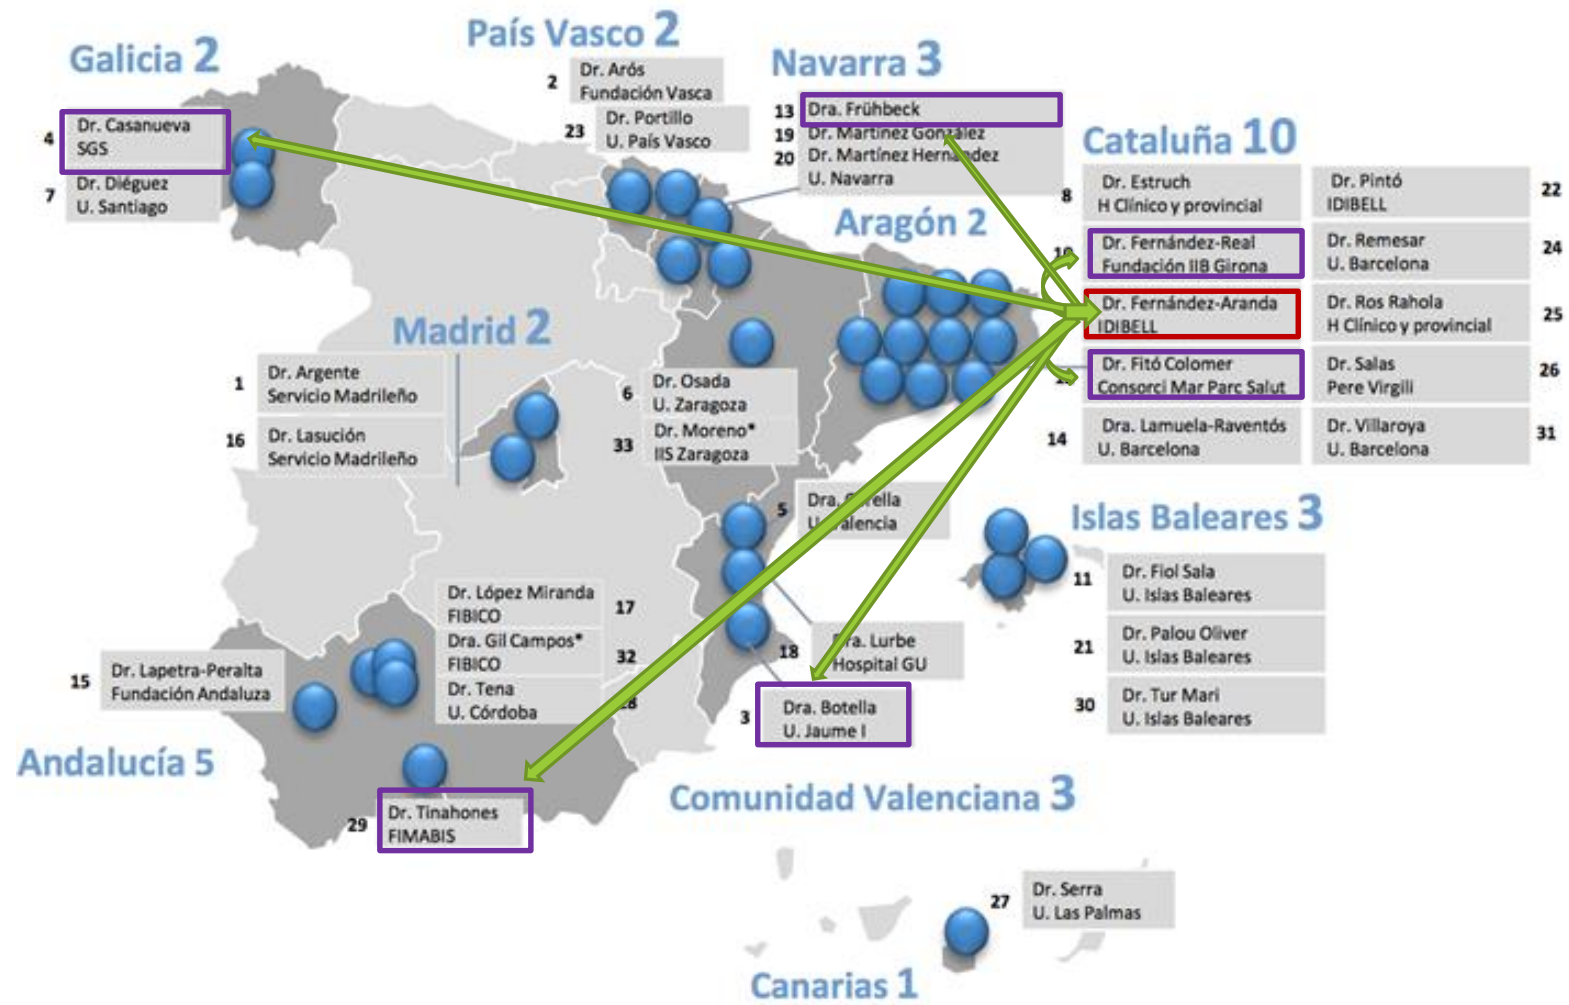 Galicia 2
4
Dr. Casanueva
SGS
7
Dr. Diéguez
U. Santiago
País Vasco 2
2
Dr. Arós
Fundación Vasca
23
Dr. Portillo
U. País Vasco
Navarra 3
13 Dra. Frühbeck
19 Dr. Martínez González
20 Dr. Martínez Hernández
U. Navarra
Cataluña 10
8
Dr. Estruch
H Clínico y provincial
Dr. Pintó
IDIBELL
22
Dr. Fernández-Real
Fundación IIB Girona
Dr. Remesar
U. Barcelona
24
Dr. Fernández-Aranda
IDIBELL
Dr. Ros Rahola
H Clínico y provincial
25
Dr. Fitó Colomer
Consorci Mar Parc Salut
Dr. Salas
Pere Virgili
26
14
Dra. Lamuela-Raventós
U. Barcelona
Dr. Villaroya
U. Barcelona
31
Aragón 2
6
Dr. Osada
U. Zaragoza
33
Dr. Moreno*
IIS Zaragoza
Madrid 2
1
Dr. Argente
Servicio Madrileño
16
Dr. Lasución
Servicio Madrileño
5
Dra.
18
Lurbe
Hospital GU
3
Dra. Botella
U. Jaume I
Comunidad Valenciana 3
Islas Baleares 3
11
Dr. Fiol Sala
U. Islas Baleares
21
Dr. Palou Oliver
U. Islas Baleares
30
Dr. Tur Mari
U. Islas Baleares
Dr. López Miranda
FIBICO
17
Dra. Gil Campos*
FIBICO
32
Dr. Tena
U. Córdoba
15
Dr. Lapetra-Peralta
Fundación Andaluza
Andalucía 5
29
Dr. Tinahones
FIMABIS
27
Dr. Serra
U. Las Palmas
Canarias 1